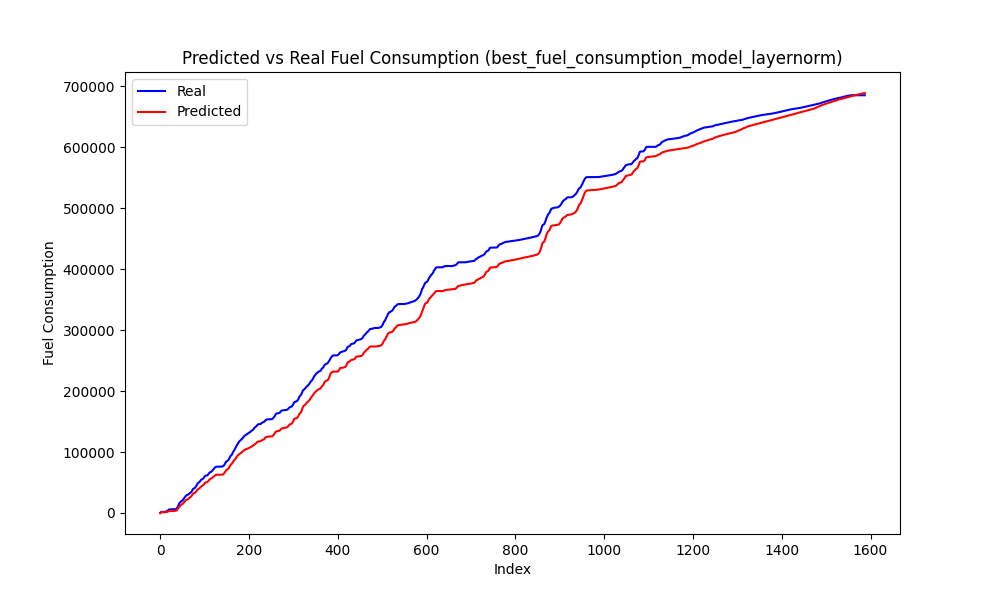 Predicted vs Real Fuel Consumption (best_fuel_consumption_model_layernorm)
Real
Predicted
700000
600000
500000
400000
300000
200000
100000
0
Fuel Consumption
0 200 400 600 800 1000 1200 1400 1600
Index